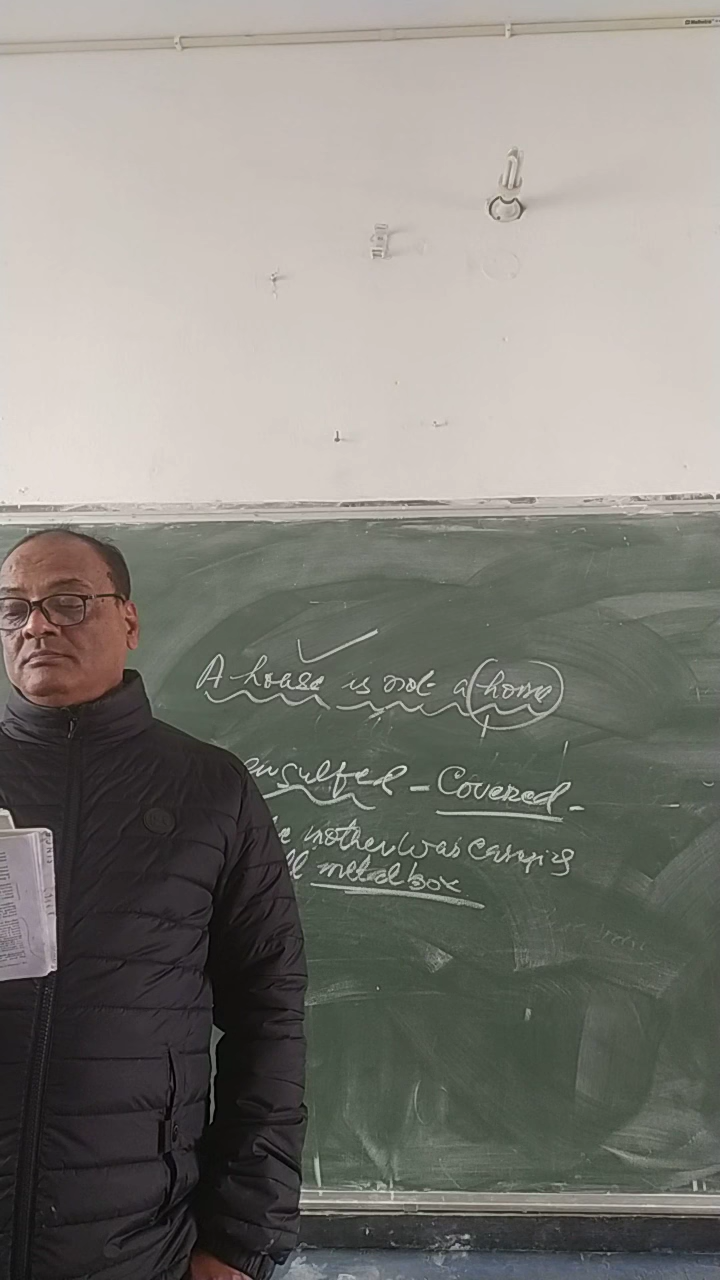 A house is not a home
engulfed - Covered -
mother was carrying
metal box